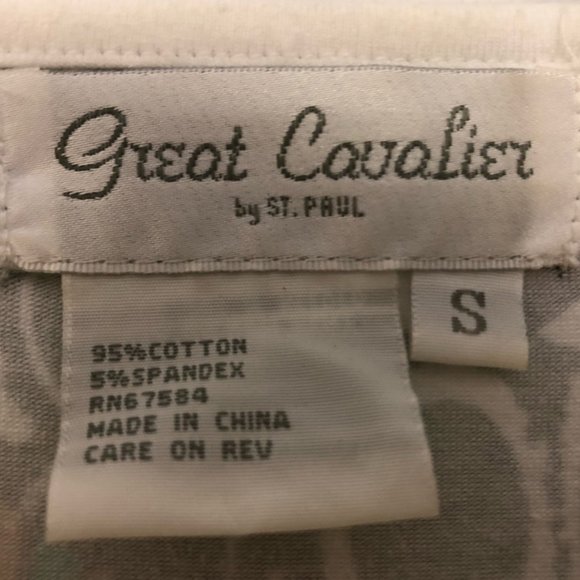 Great Cavalier
by ST. PAUL
S
95%COTTON
5%SPANDEX
RN67584
MADE IN CHINA
CARE ON REV